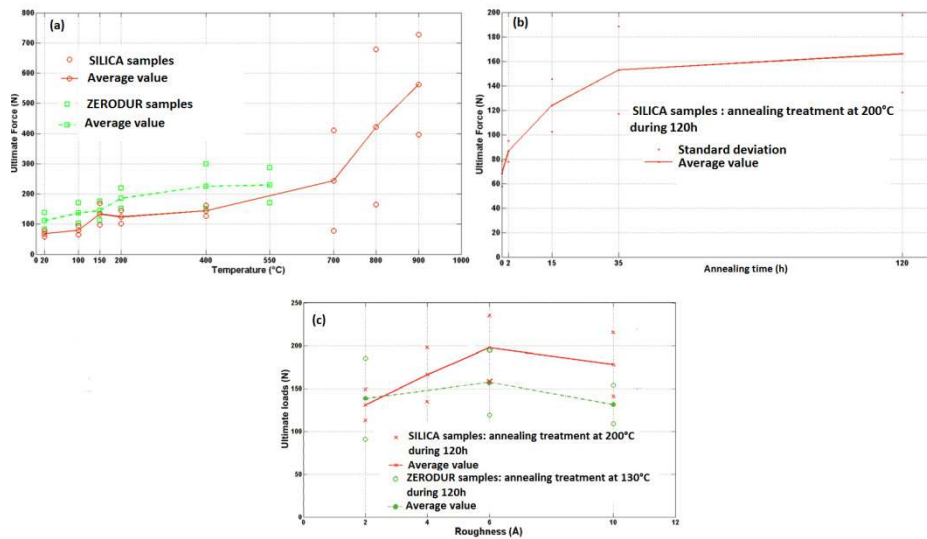 (a)
800
700
600
500
400
300
200
100
0
Ultimate Force (N)
SILICA samples
Average value
ZERODUR samples
Average value
0 20 100 150 200 400 550 700 800 900 1000
Temperature (°C)
(b)
200
180
160
140
120
100
80
60
40
20
0
Ultimate Force (N)
SILICA samples : annealing treatment at 200°C
during 120h
Standard deviation
Average value
0 2 15 35 120
Annealing time (h)
(c)
250
200
150
100
50
0
Ultimate loads (N)
SILICA samples: annealing treatment at 200°C
during 120h
Average value
ZERODUR samples: annealing treatment at 130°C
during 120h
Average value
0 2 4 6 8 10 12
Roughness (Å)